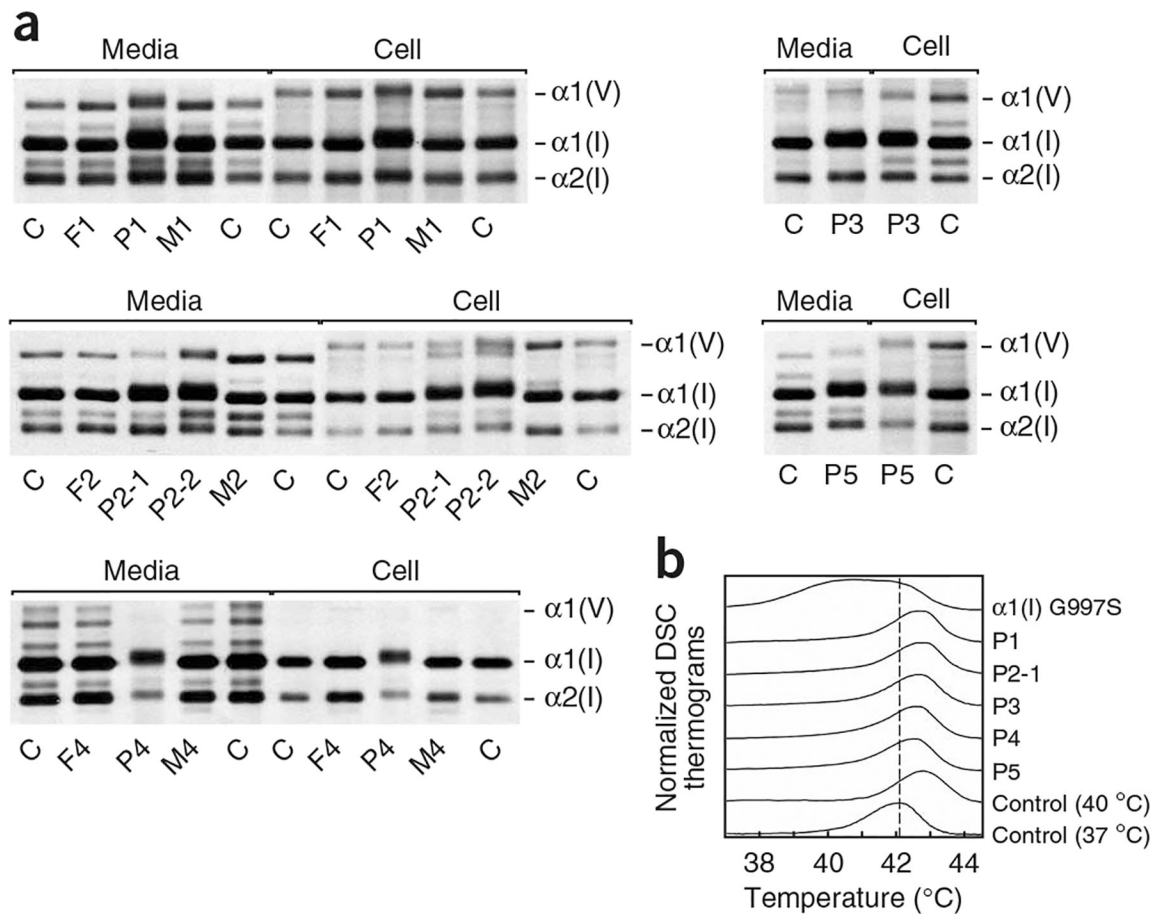 a
Media Cell
α1(V)
α1(I)
α2(I)
C F1 P1 M1 C C F1 P1 M1 C
Media Cell
α1(V)
α1(I)
α2(I)
C P3 P3 C
Media Cell
α1(V)
α1(I)
α2(I)
C F2 P2-1 P2-2 M2 C C F2 P2-1 P2-2 M2 C
Media Cell
α1(V)
α1(I)
α2(I)
C P5 P5 C
Media Cell
α1(V)
α1(I)
α2(I)
C F4 P4 M4 C C F4 P4 M4 C
b
Normalized DSC
thermograms
α1(I) G997S
P1
P2-1
P3
P4
P5
Control (40 °C)
Control (37 °C)
38 40 42 44
Temperature (°C)